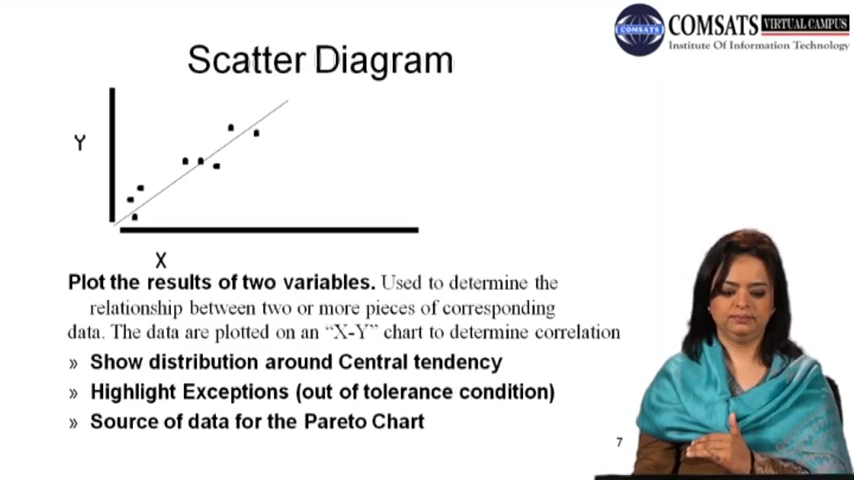 COMSATS VIRTUAL CAMPUS
COMSATS
Institute Of Information Technology
Scatter Diagram
Y
X
Plot the results of two variables. Used to determine the
relationship between two or more pieces of corresponding
data. The data are plotted on an “X-Y” chart to determine correlation
» Show distribution around Central tendency
» Highlight Exceptions (out of tolerance condition)
» Source of data for the Pareto Chart
7